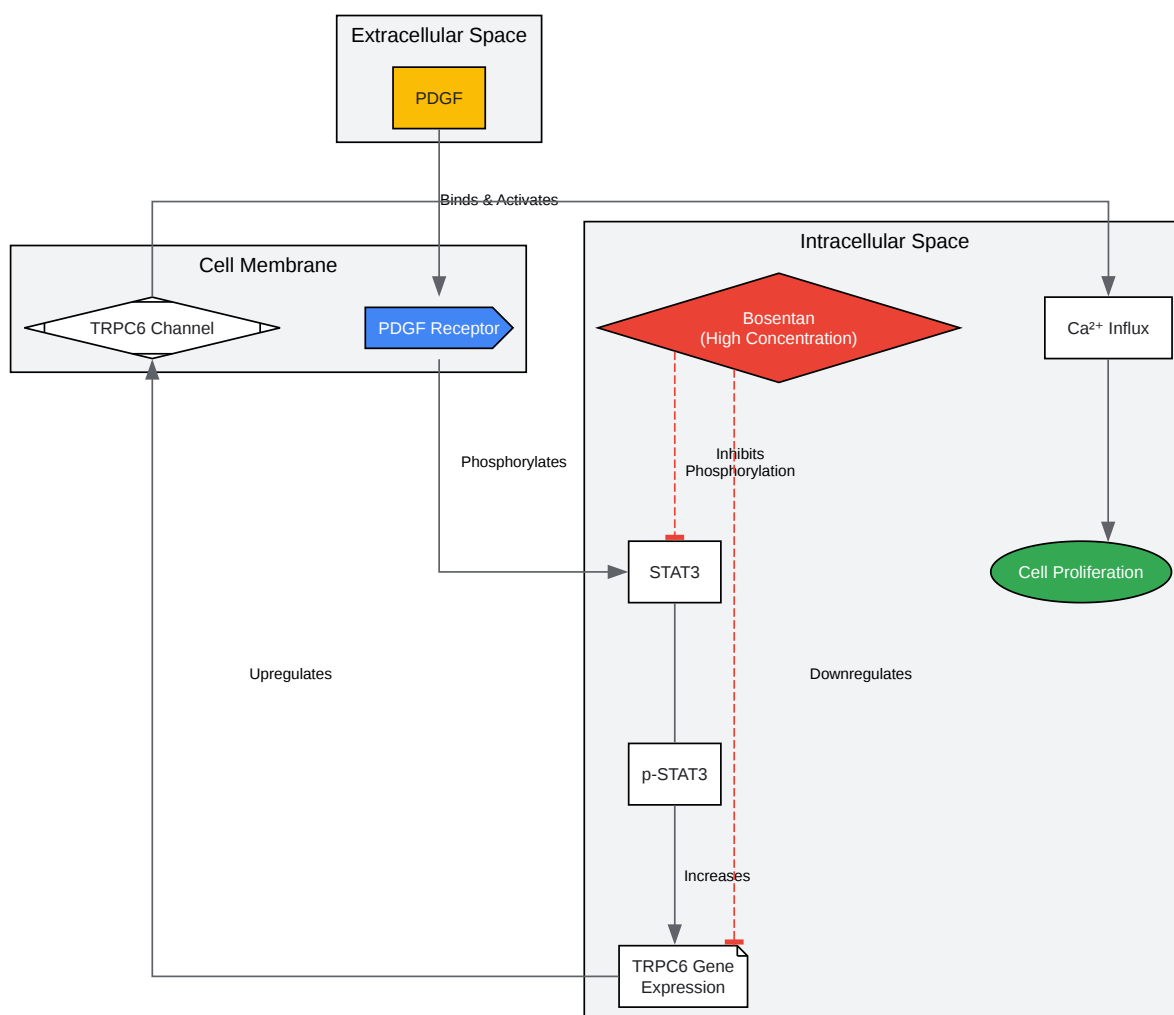 Extracellular Space
PDGF
Binds & Activates
Cell Membrane
TRPC6 Channel
PDGF Receptor
Intracellular Space
Bosentan
(High Concentration)
Ca²⁺ Influx
Phosphorylates
Inhibits
Phosphorylation
STAT3
Cell Proliferation
Upregulates
Downregulates
p-STAT3
Increases
TRPC6 Gene
Expression